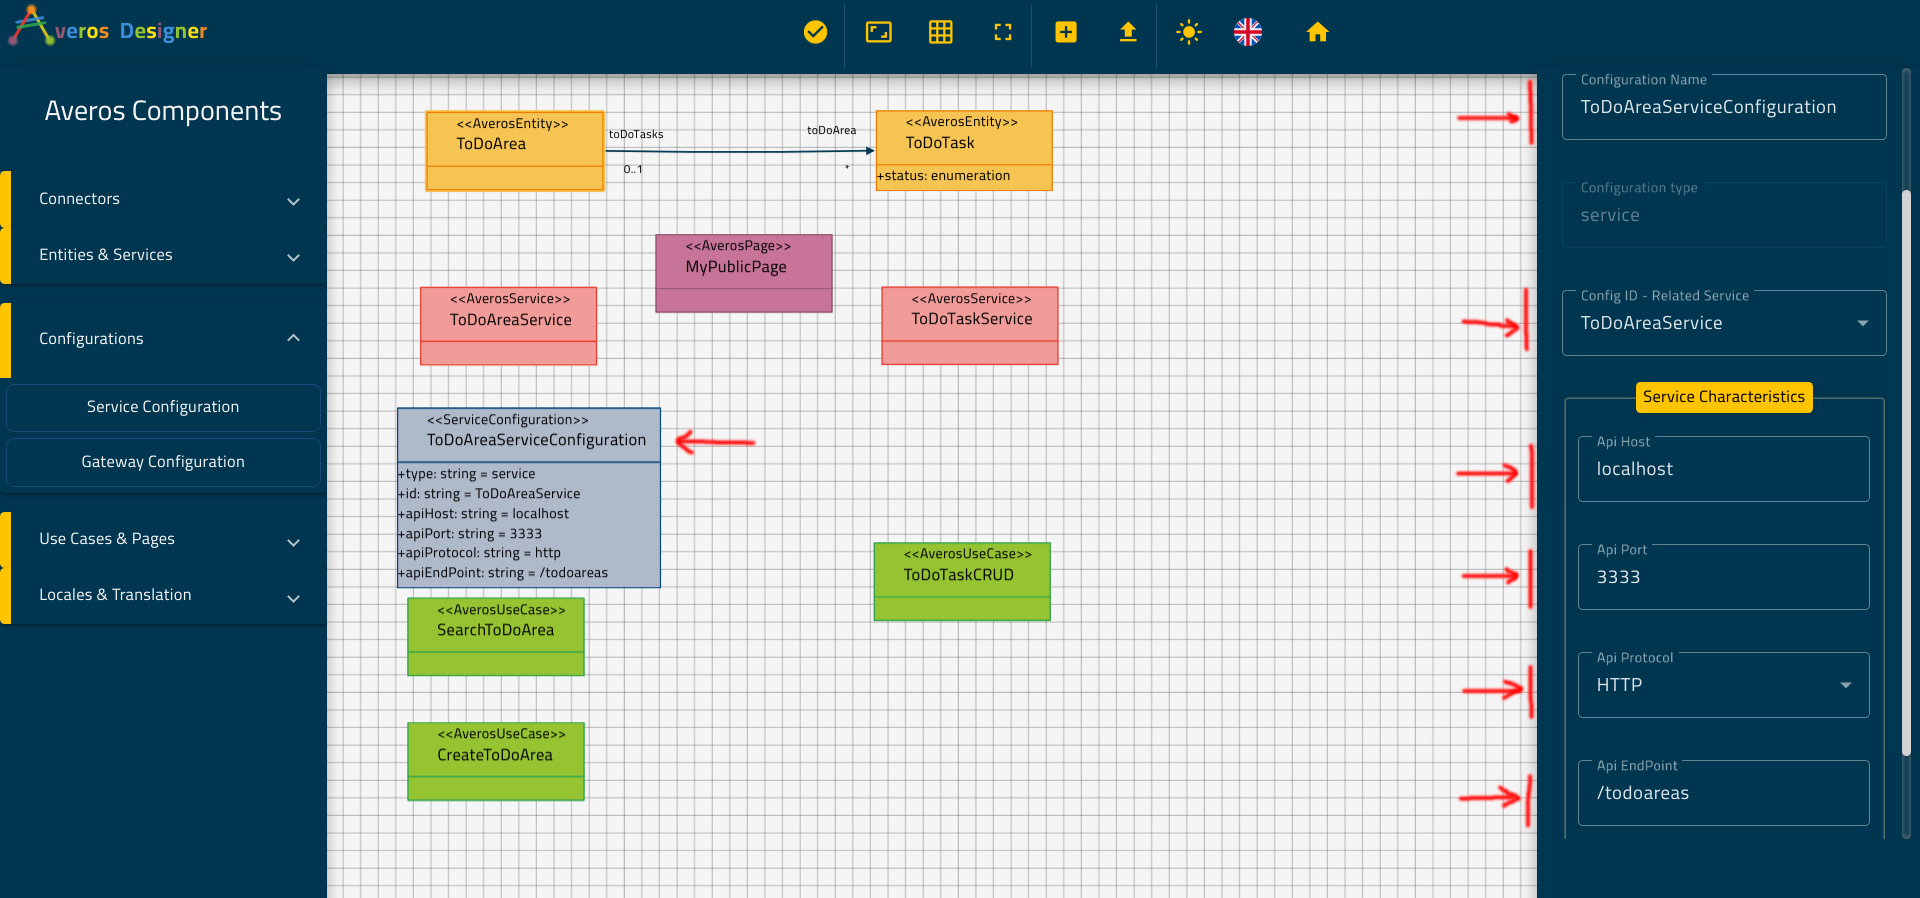 Averos Designer
Averos Components
Connectors
Entities & Services
Configurations
Service Configuration
Gateway Configuration
Use Cases & Pages
Locales & Translation
<<AverosEntity>>
ToDoArea
toDoTasks
0..1
toDoArea
*
<<AverosEntity>>
ToDoTask
+status: enumeration
<<AverosPage>>
MyPublicPage
<<AverosService>>
ToDoAreaService
<<AverosService>>
ToDoTaskService
<<ServiceConfiguration>>
ToDoAreaServiceConfiguration
+type: string = service
+id: string = ToDoAreaService
+apiHost: string = localhost
+apiPort: string = 3333
+apiProtocol: string = http
+apiEndPoint: string = /todoareas
<<AverosUseCase>>
ToDoTaskCRUD
<<AverosUseCase>>
SearchToDoArea
<<AverosUseCase>>
CreateToDoArea
Configuration Name
ToDoAreaServiceConfiguration
Configuration type
service
Config ID - Related Service
ToDoAreaService
Service Characteristics
Api Host
localhost
Api Port
3333
Api Protocol
HTTP
Api EndPoint
/todoareas